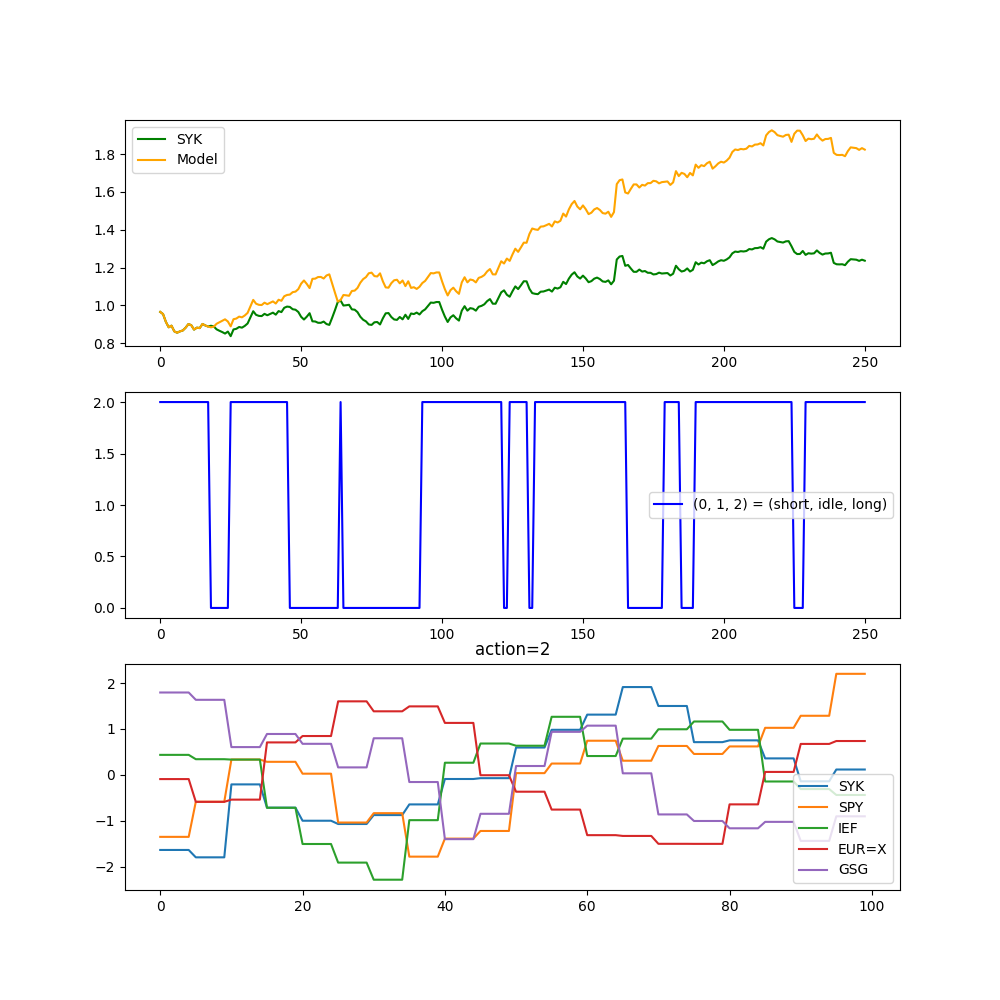 SYK
Model
1.8
1.6
1.4
1.2
1.0
0.8
0 50 100 150 200 250
2.0
1.5
1.0
0.5
0.0
(0, 1, 2) = (short, idle, long)
0 50 100 150 200 250
action=2
2
1
0
−1
−2
SYK
SPY
IEF
EUR=X
GSG
0 20 40 60 80 100